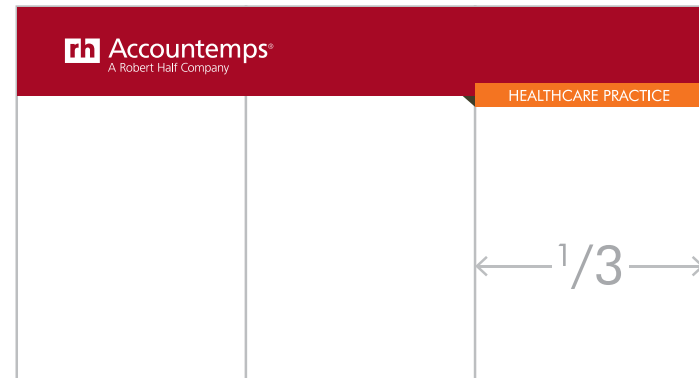 rh Accountemps®
A Robert Half Company
HEALTHCARE PRACTICE
1/3